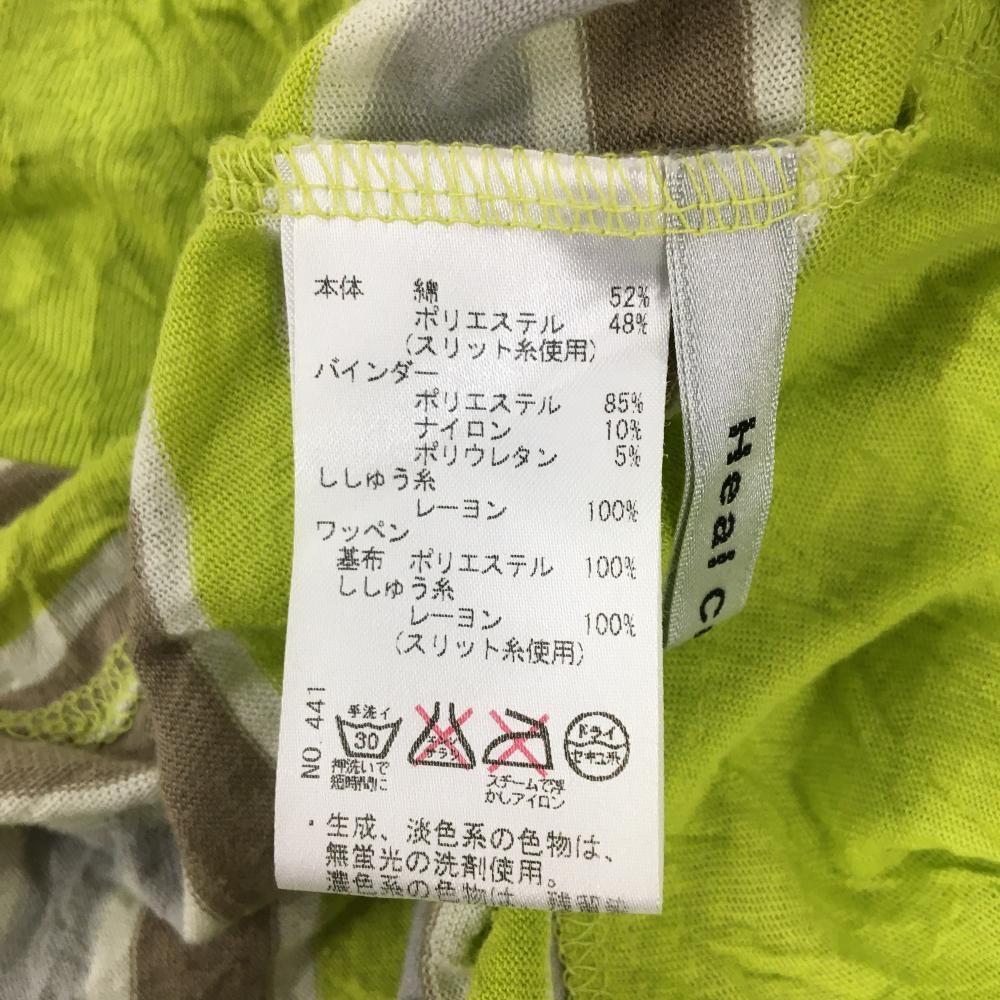 本体 綿 52%
ポリエステル 48%
(スリット糸使用)
バインダー
ポリエステル 85%
ナイロン 10%
ポリウレタン 5%
ししゅう糸
レーヨン 100%
ワッペン
基布 ポリエステル 100%
ししゅう糸
レーヨン 100%
(スリット糸使用)
NO. 441
手洗イ
30
押洗いで
短時間に
エンソ
サラシ
スチームで浮
かしアイロン
ドライ
セキユ系
・生成、淡色系の色物は、
無蛍光の洗剤使用。
濃色系の色物は、
Heal